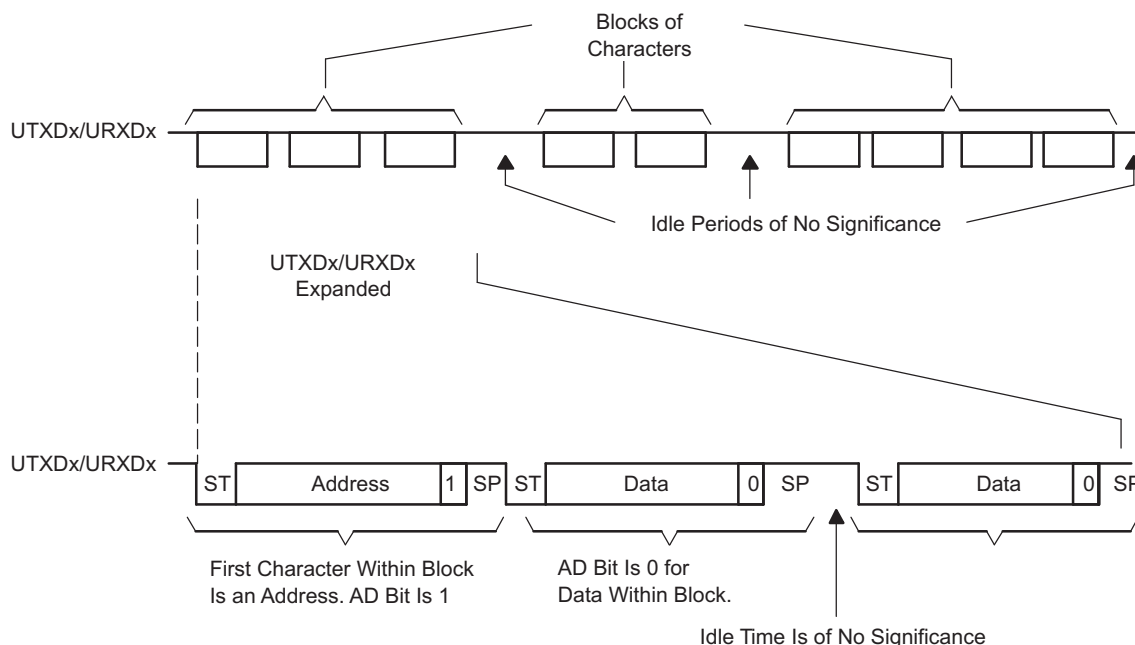 Blocks of
Characters
UTXDx/URXDx
Idle Periods of No Significance
UTXDx/URXDx
Expanded
UTXDx/URXDx
ST Address 1 SP ST Data 0 SP ST Data 0 SP
First Character Within Block
Is an Address. AD Bit Is 1
AD Bit Is 0 for
Data Within Block.
Idle Time Is of No Significance